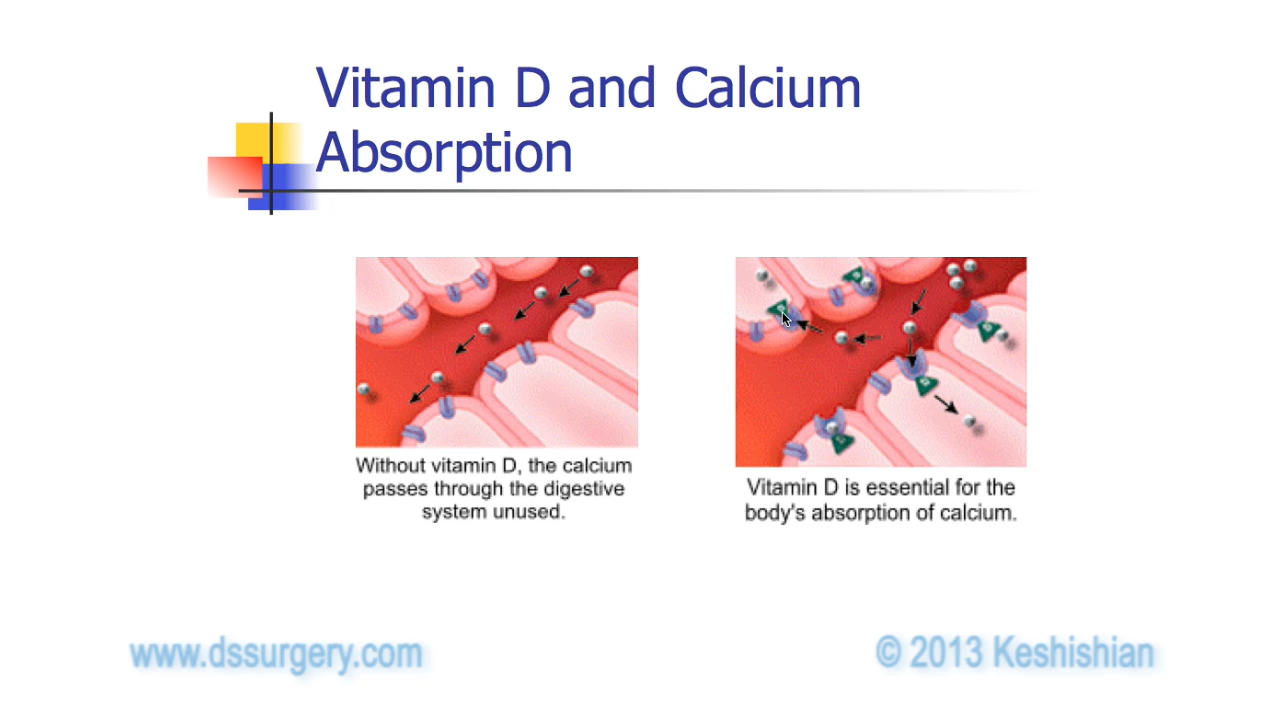 Vitamin D and Calcium
Absorption
Without vitamin D, the calcium
passes through the digestive
system unused.
Vitamin D is essential for the
body's absorption of calcium.
www.dssurgery.com
© 2013 Keshishian